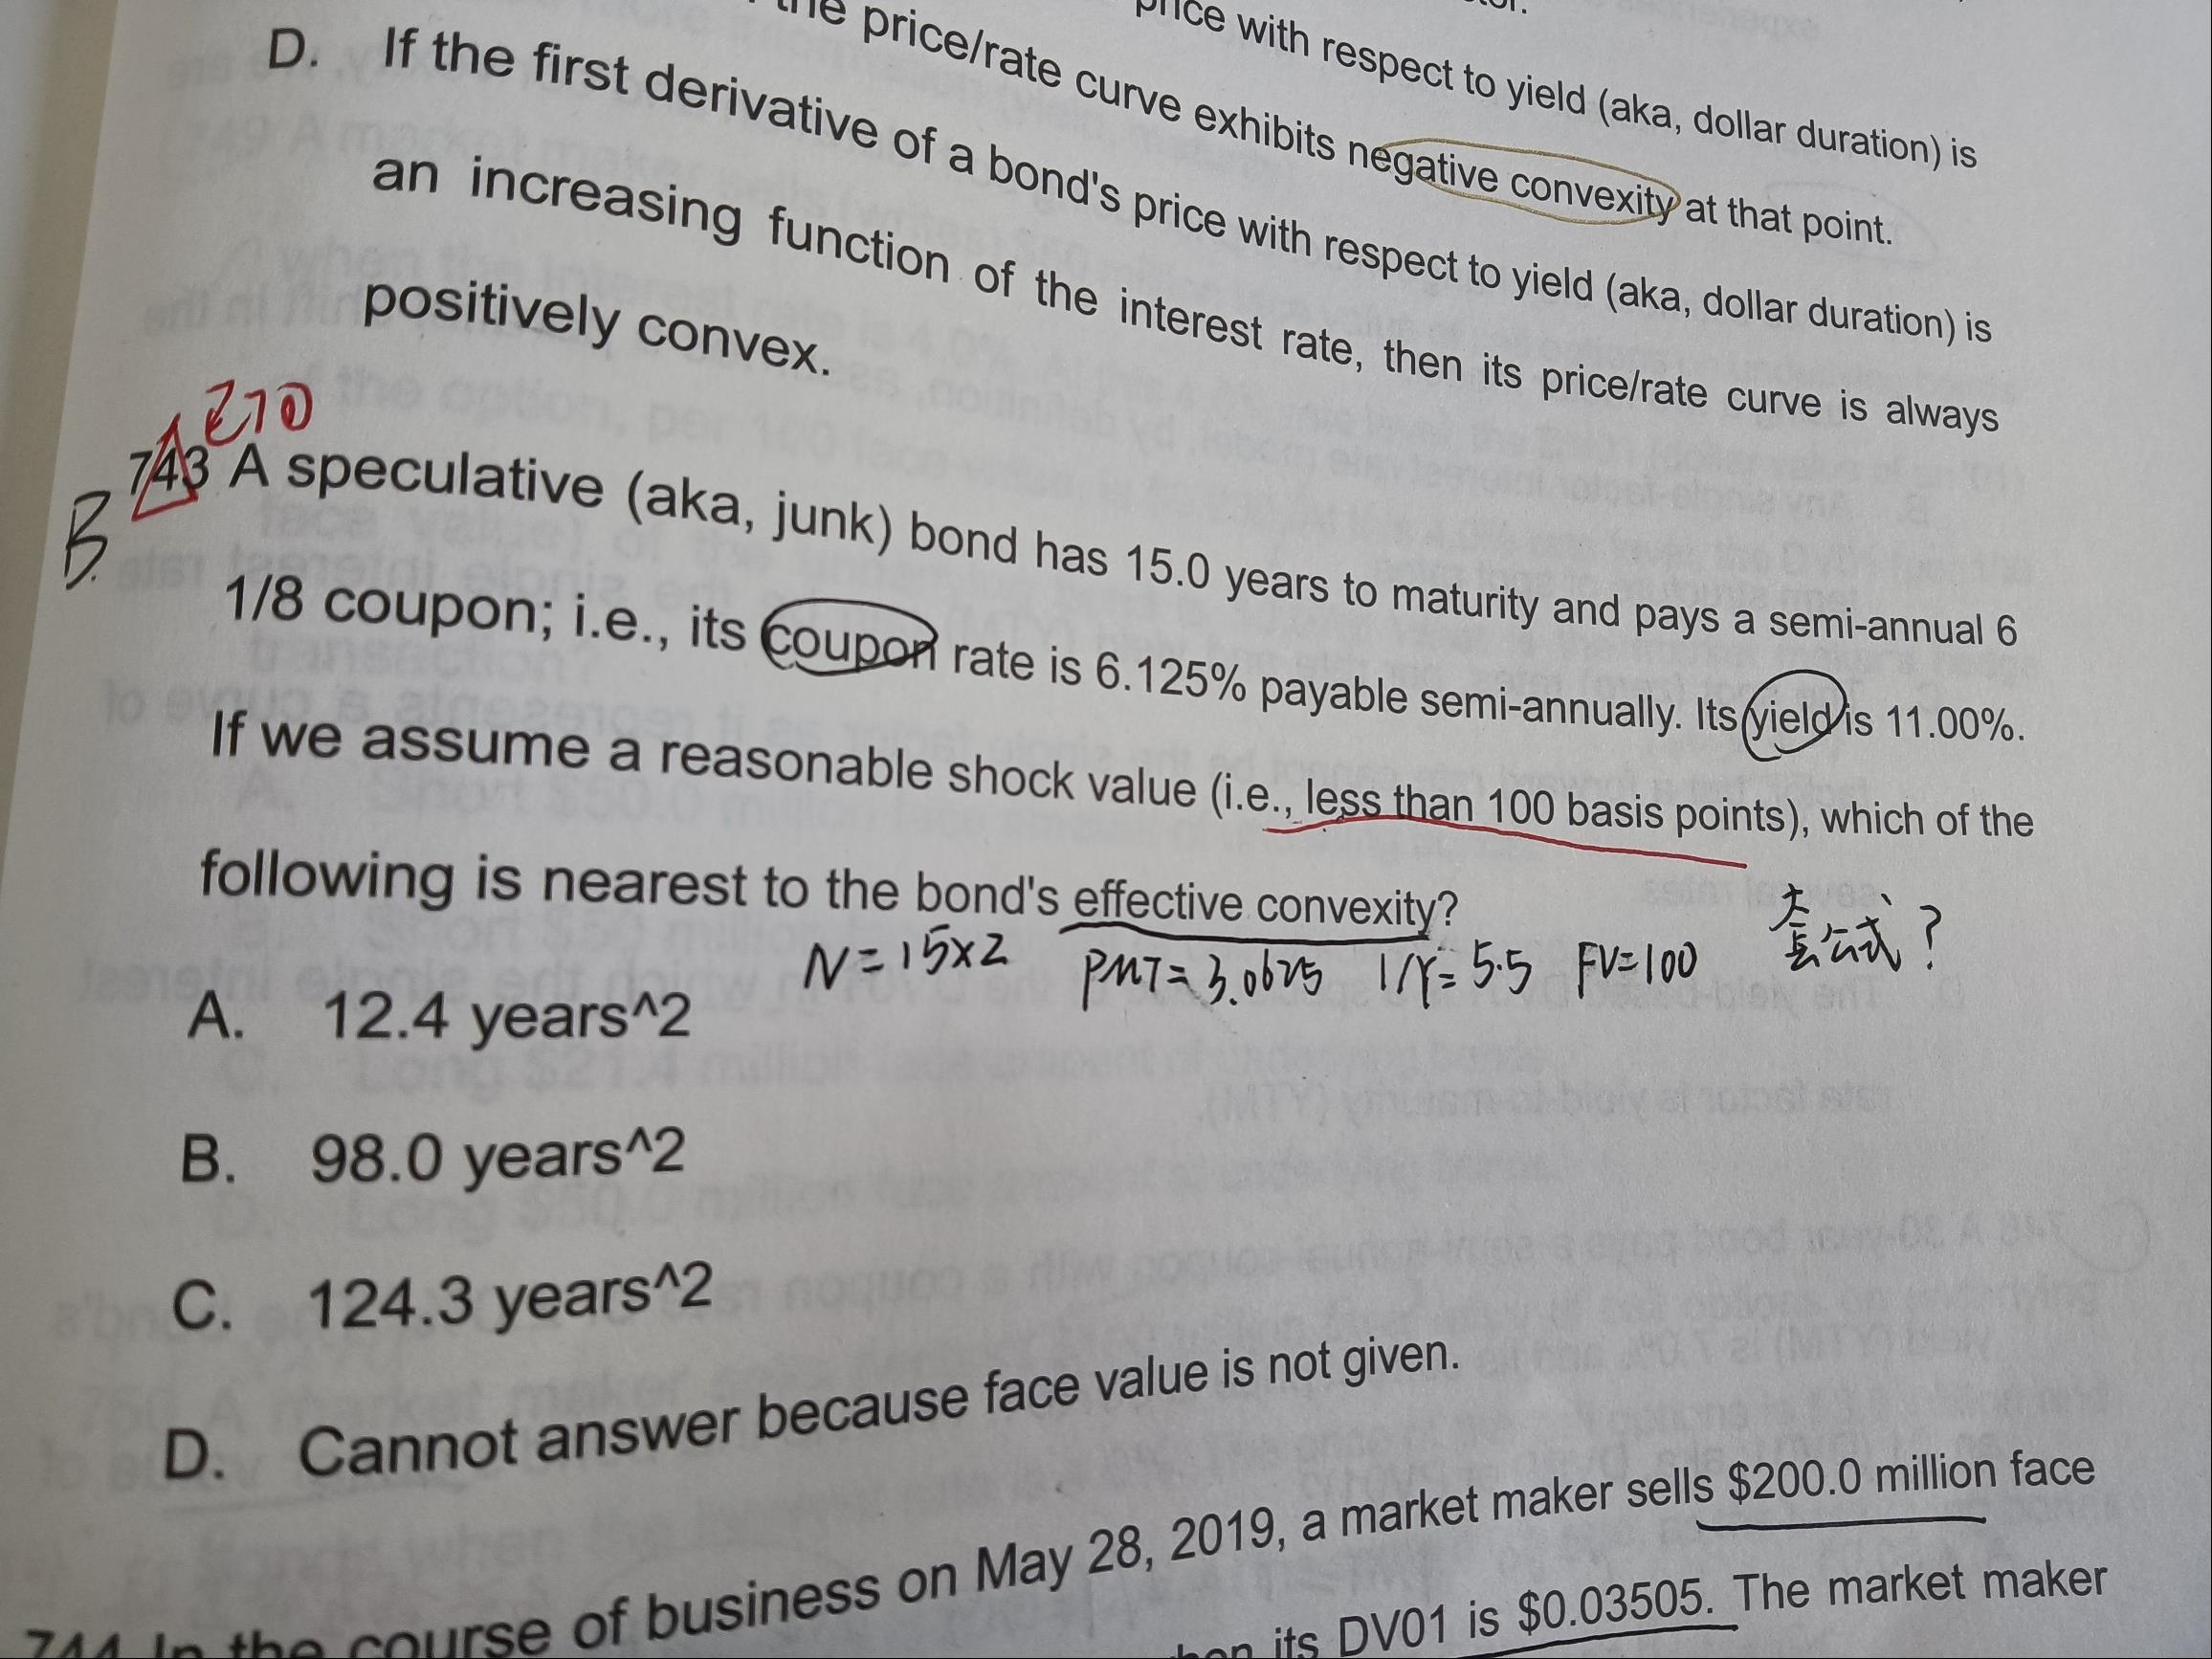 price with respect to yield (aka, dollar duration) is
the price/rate curve exhibits negative convexity at that point.
D. If the first derivative of a bond's price with respect to yield (aka, dollar duration) is
an increasing function of the interest rate, then its price/rate curve is always
positively convex.
270
B.
743 A speculative (aka, junk) bond has 15.0 years to maturity and pays a semi-annual 6
1/8 coupon; i.e., its coupon rate is 6.125% payable semi-annually. Its yield is 11.00%.
If we assume a reasonable shock value (i.e., less than 100 basis points), which of the
following is nearest to the bond's effective convexity?
N=15×2 PMT=3.0625 I/Y=5.5 FV=100 套公式?
A. 12.4 years^2
B. 98.0 years^2
C. 124.3 years^2
D. Cannot answer because face value is not given.
744 In the course of business on May 28, 2019, a market maker sells $200.0 million face
its DV01 is $0.03505. The market maker